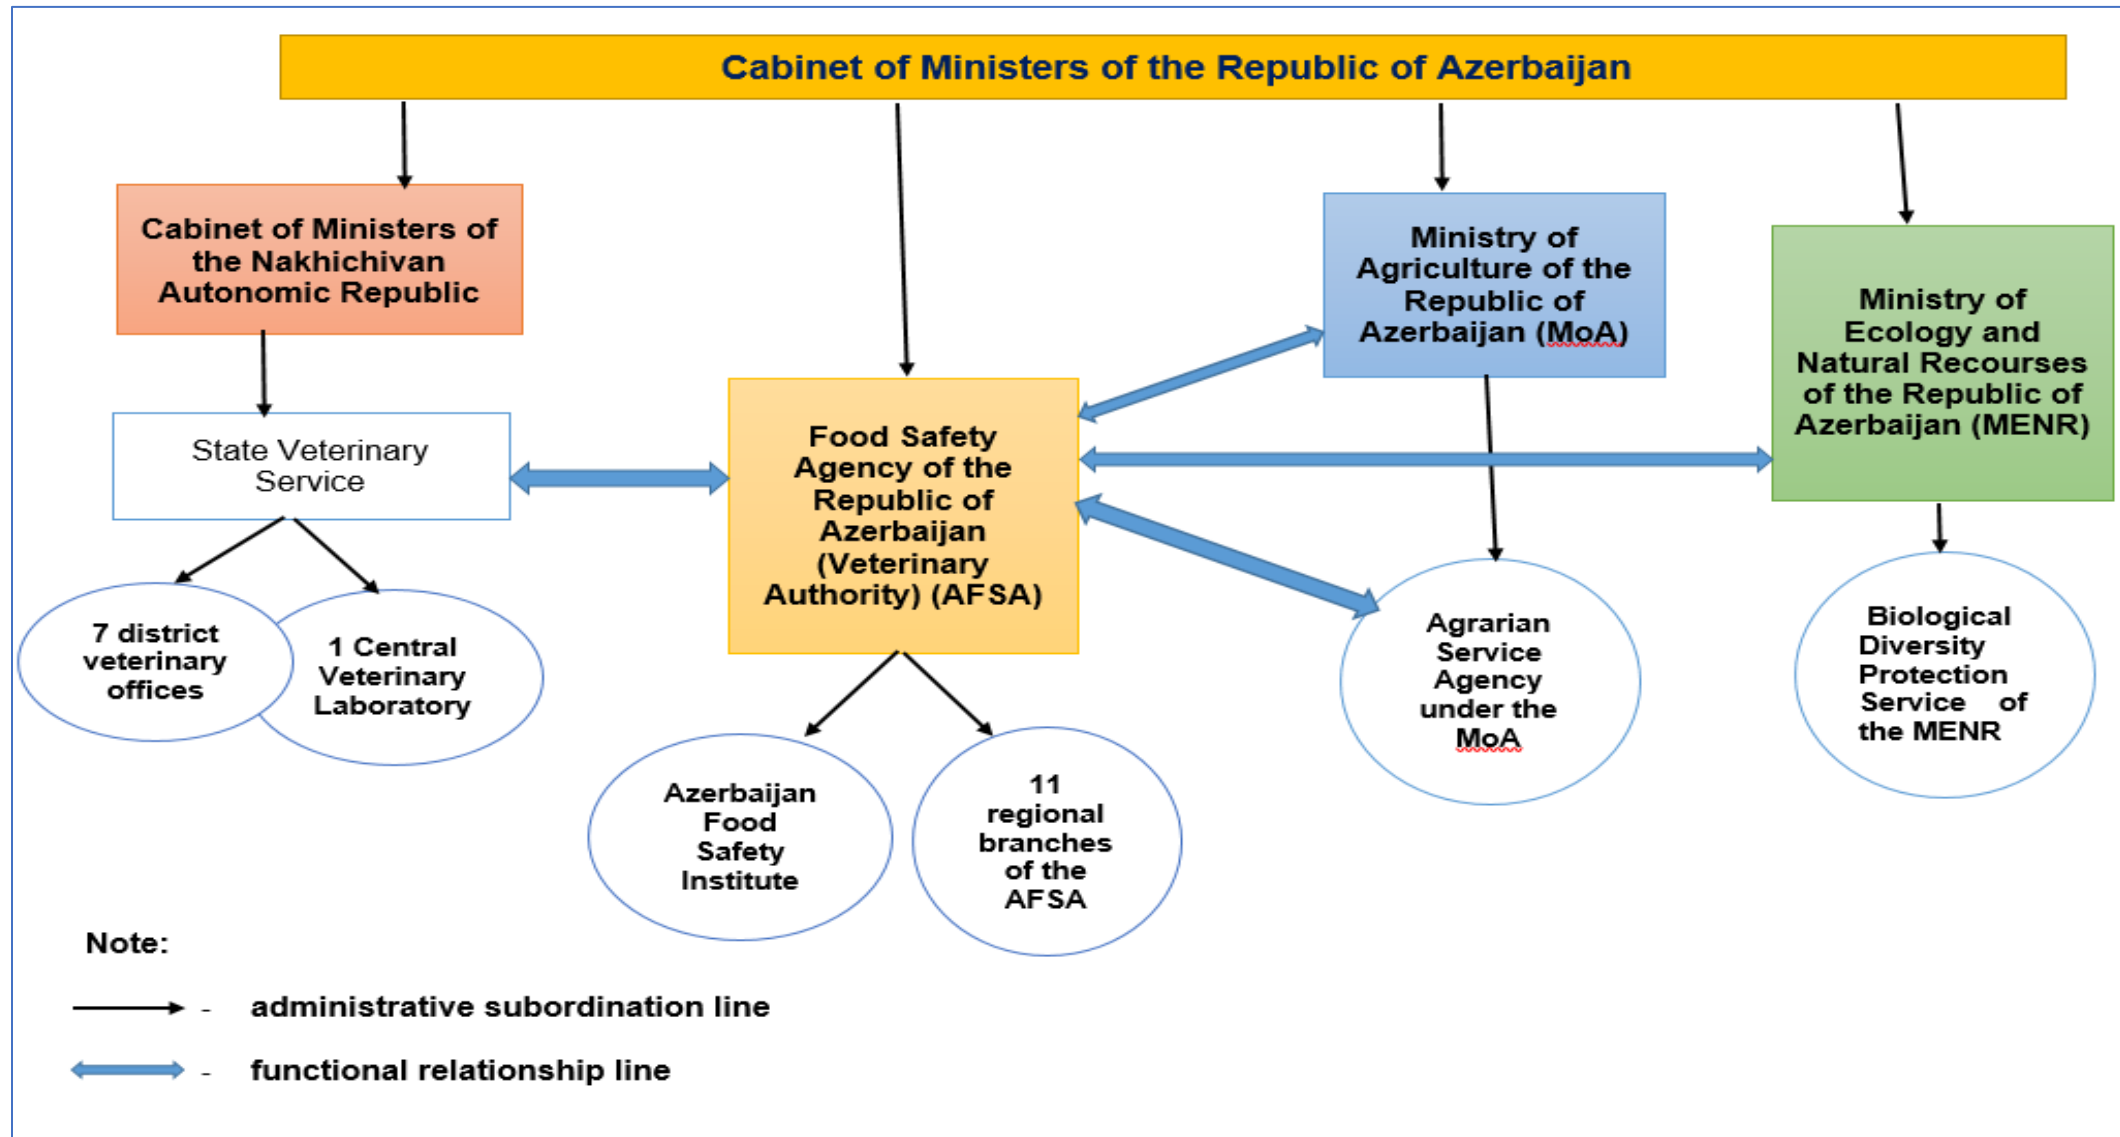 Cabinet of Ministers of the Republic of Azerbaijan
Cabinet of Ministers of
the Nakhichivan
Autonomic Republic
Ministry of
Agriculture of the
Republic of
Azerbaijan (MoA)
Ministry of
Ecology and
Natural Recourses
of the Republic of
Azerbaijan (MENR)
State Veterinary
Service
Food Safety
Agency of the
Republic of
Azerbaijan
(Veterinary
Authority) (AFSA)
7 district
veterinary
offices
1 Central
Veterinary
Laboratory
Agrarian
Service
Agency
under the
MoA
Biological
Diversity
Protection
Service of
the MENR
Azerbaijan
Food
Safety
Institute
11
regional
branches
of the
AFSA
Note:
- administrative subordination line
- functional relationship line